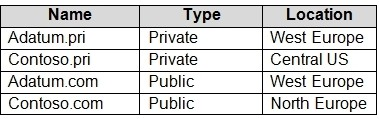 Name Type Location
Adatum.pri Private West Europe
Contoso.pri Private Central US
Adatum.com Public West Europe
Contoso.com Public North Europe